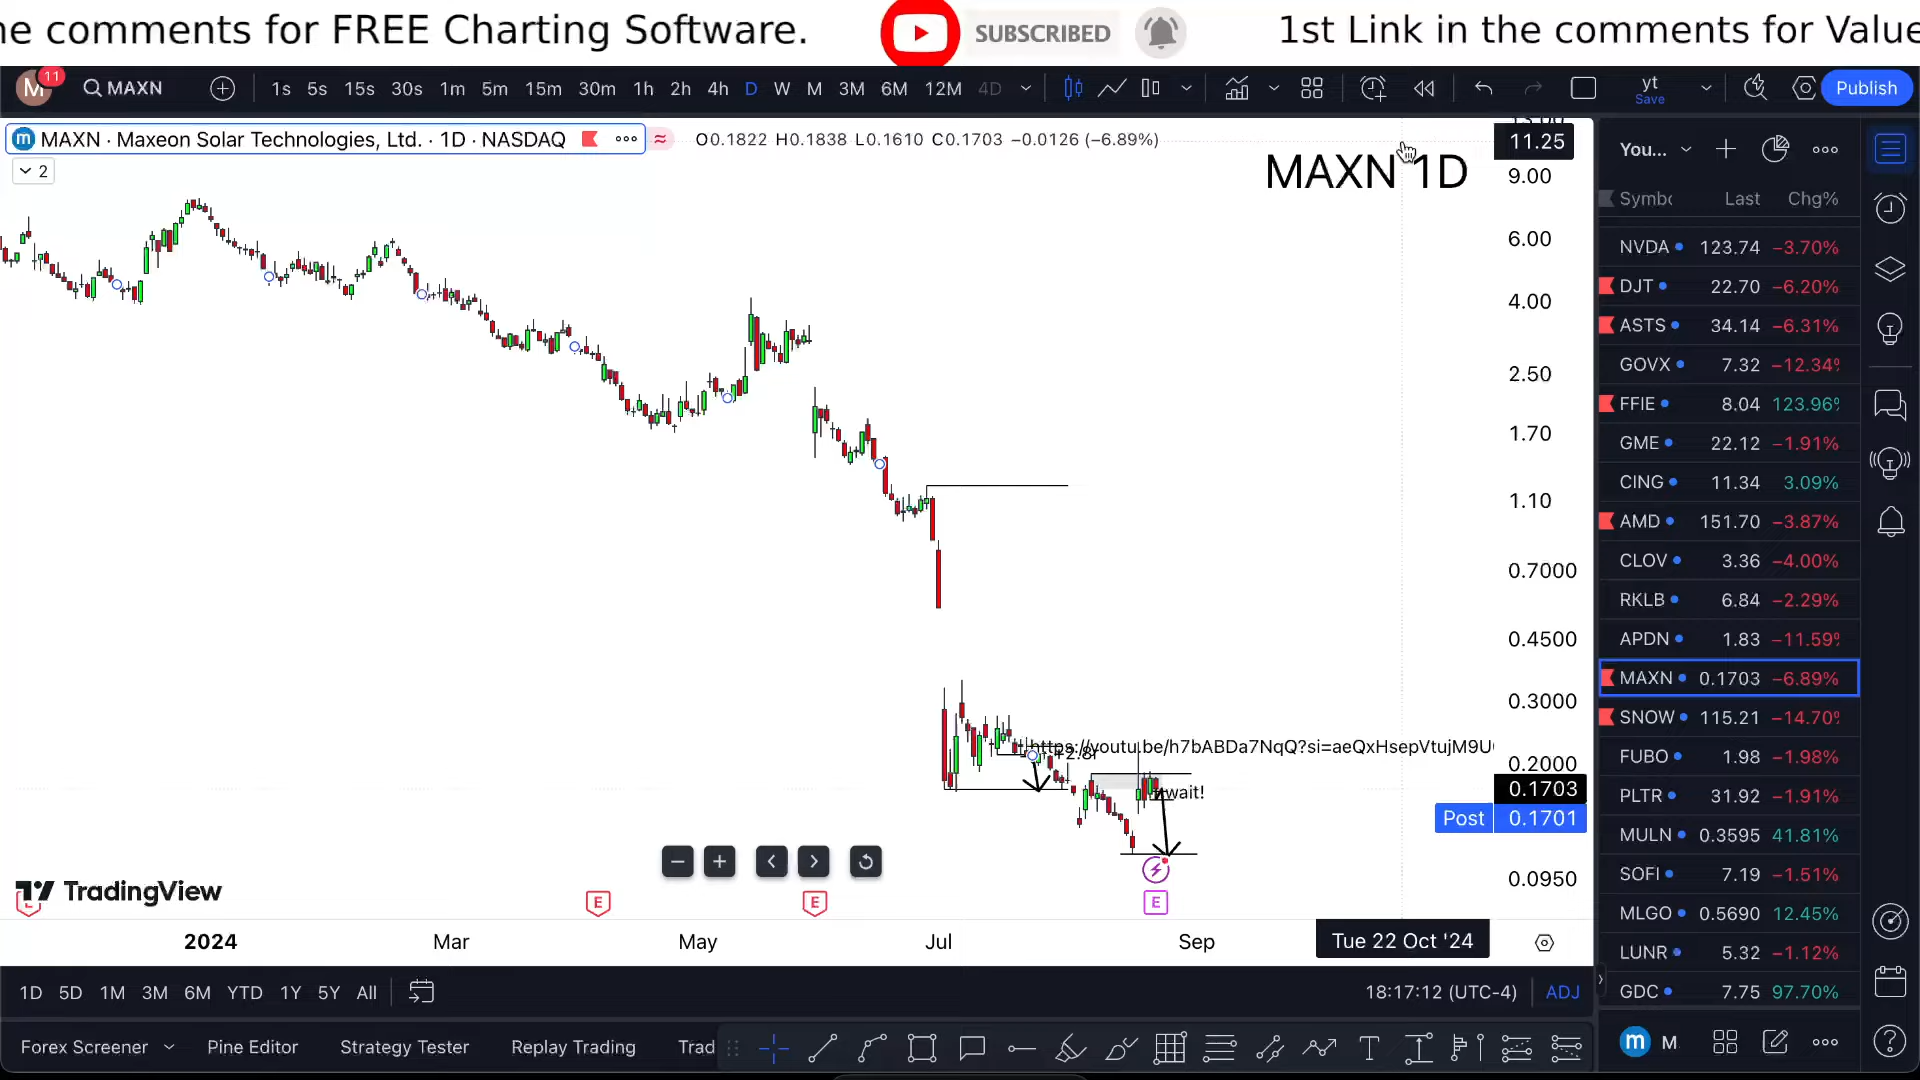 he comments for FREE Charting Software.
SUBSCRIBED
1st Link in the comments for Value
M
11
MAXN
1s 5s 15s 30s 1m 5m 15m 30m 1h 2h 4h D W M 3M 6M 12M 4D
yt
Save
Publish
m MAXN · Maxeon Solar Technologies, Ltd. · 1D · NASDAQ
O0.1822 H0.1838 L0.1610 C0.1703 −0.0126 (−6.89%)
2
MAXN 1D
11.25
9.00
6.00
4.00
2.50
1.70
1.10
0.7000
0.4500
0.3000
0.2000
0.1703
Post 0.1701
0.0950
https://youtu.be/h7bABDa7NqQ?si=aeQxHsepVtujM9U
+2.8r
wait!
TradingView
E
E
E
2024 Mar May Jul Sep
Tue 22 Oct '24
1D 5D 1M 3M 6M YTD 1Y 5Y All
18:17:12 (UTC-4) ADJ
Forex Screener Pine Editor Strategy Tester Replay Trading Trad
You...
Symbo Last Chg%
NVDA 123.74 −3.70%
DJT 22.70 −6.20%
ASTS 34.14 −6.31%
GOVX 7.32 −12.34%
FFIE 8.04 123.96%
GME 22.12 −1.91%
CING 11.34 3.09%
AMD 151.70 −3.87%
CLOV 3.36 −4.00%
RKLB 6.84 −2.29%
APDN 1.83 −11.59%
MAXN 0.1703 −6.89%
SNOW 115.21 −14.70%
FUBO 1.98 −1.98%
PLTR 31.92 −1.91%
MULN 0.3595 41.81%
SOFI 7.19 −1.51%
MLGO 0.5690 12.45%
LUNR 5.32 −1.12%
GDC 7.75 97.70%
m M